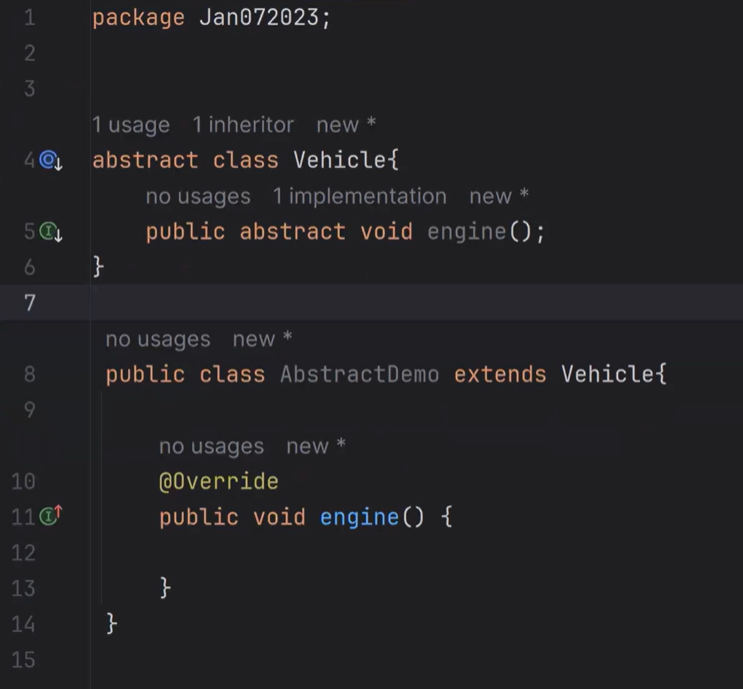 1 package Jan072023;
2
3
1 usage 1 inheritor new *
4 abstract class Vehicle{
no usages 1 implementation new *
5 public abstract void engine();
6 }
7
no usages new *
8 public class AbstractDemo extends Vehicle{
9
no usages new *
10 @Override
11 public void engine() {
12
13 }
14 }
15